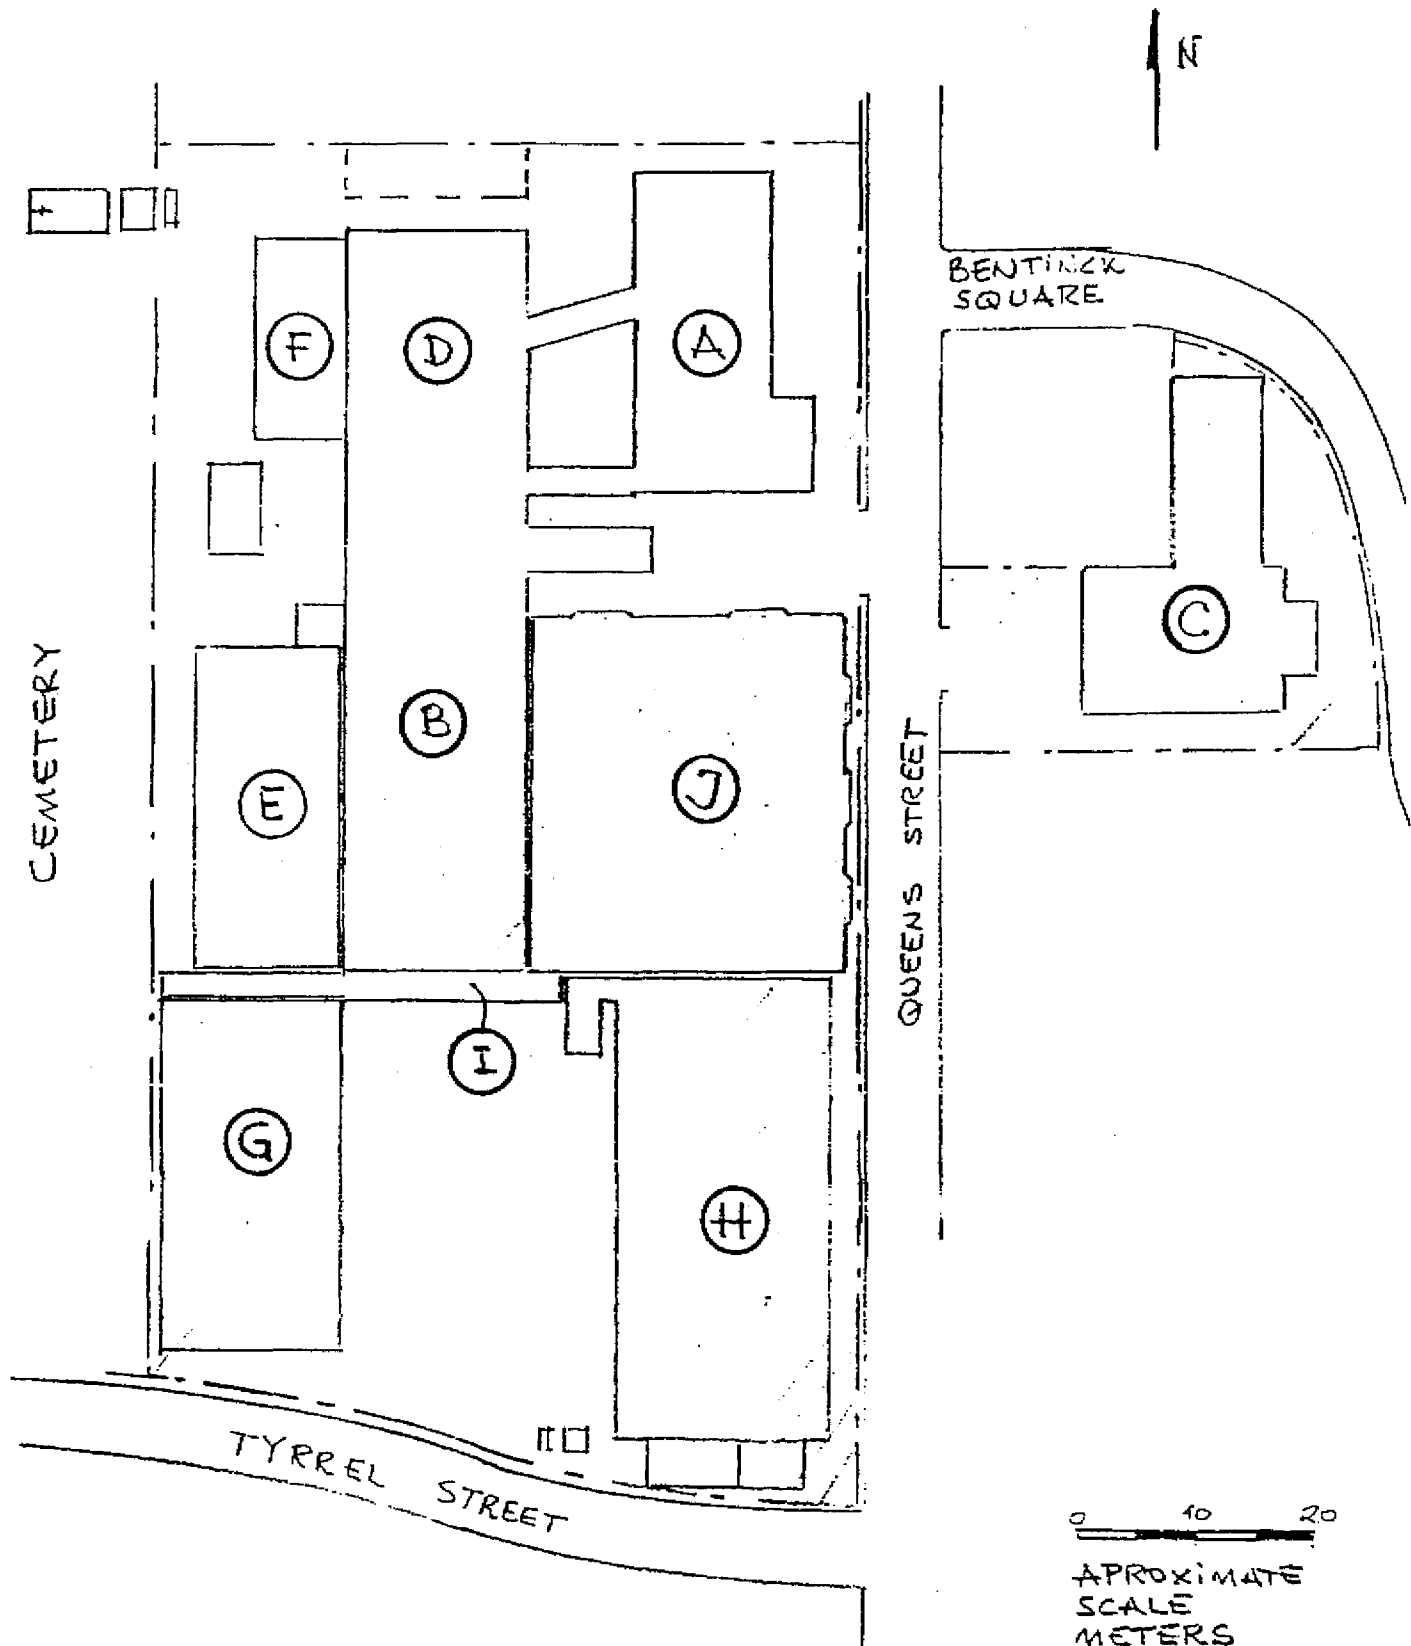 N
BENTINCK
SQUARE
F
D
A
C
CEMETERY
B
E
J
QUEENS STREET
I
G
H
TYRREL STREET
0 10 20
APROXIMATE
SCALE
METERS